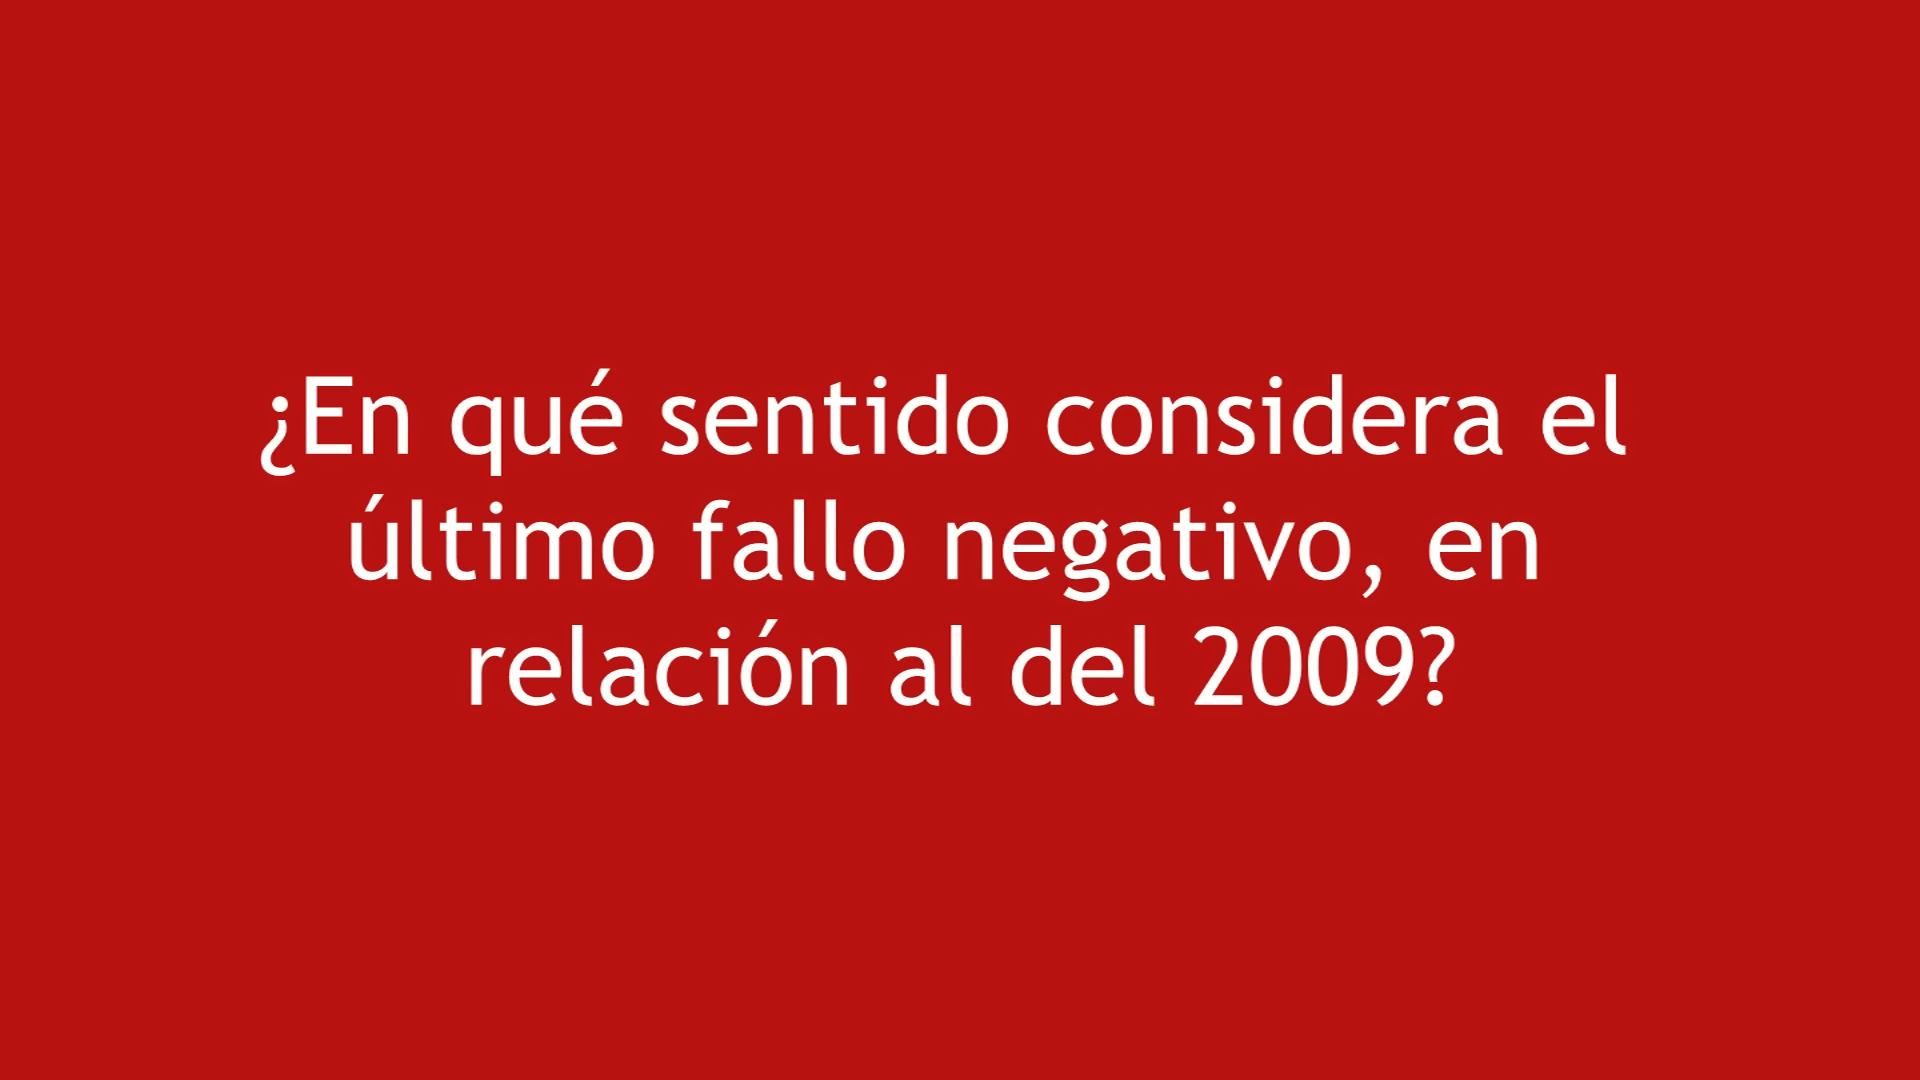 ¿En qué sentido considera el
último fallo negativo, en
relación al del 2009?